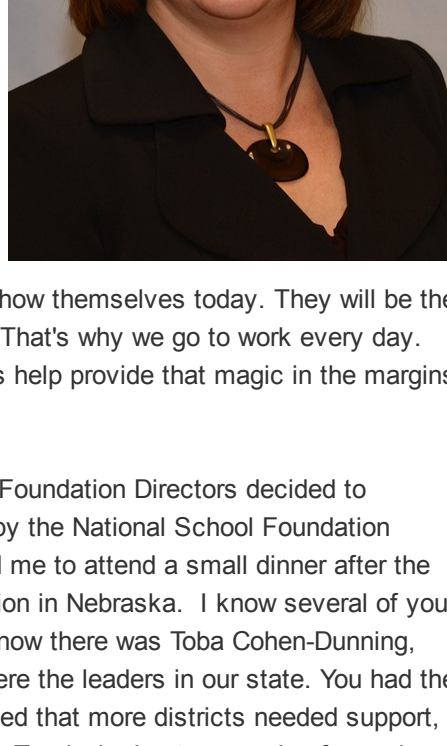 how themselves today. They will be the
That's why we go to work every day.
s help provide that magic in the margins
Foundation Directors decided to
by the National School Foundation
me to attend a small dinner after the
ion in Nebraska.  I know several of you
now there was Toba Cohen-Dunning,
ere the leaders in our state. You had the
ed that more districts needed support,